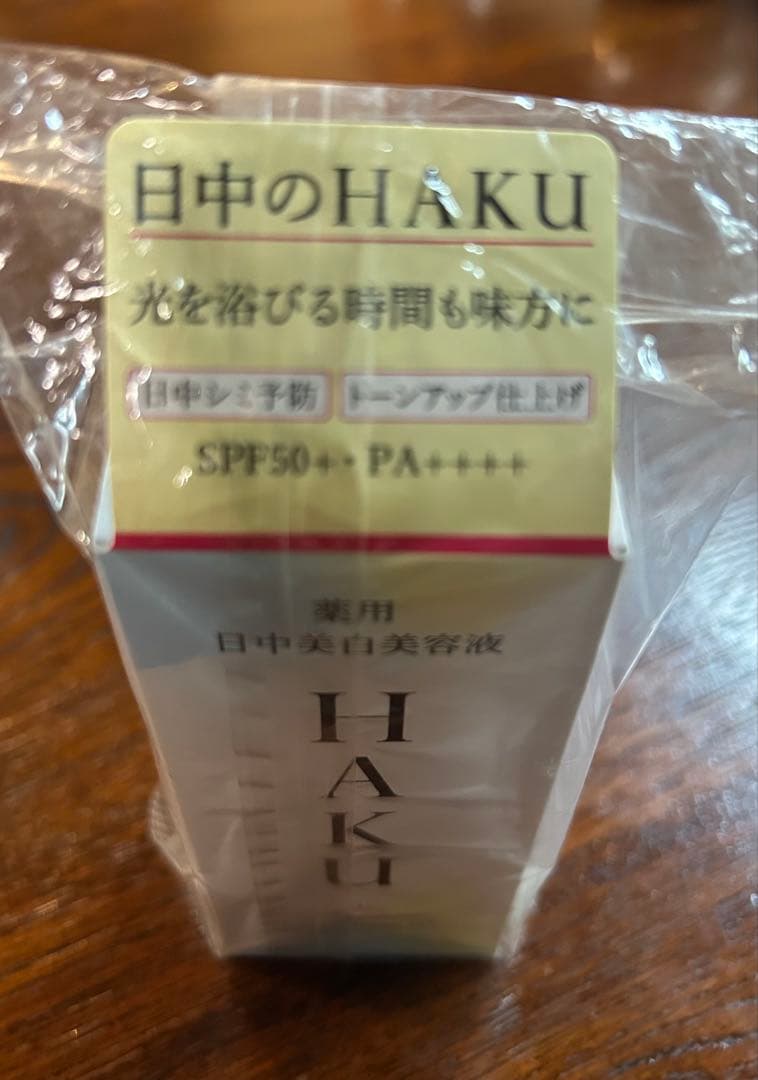 日中のHAKU
光を浴びる時間も味方に
日中シミ予防 トーンアップ仕上げ
SPF50+・PA++++
薬用
日中美白美容液
H
A
K
U